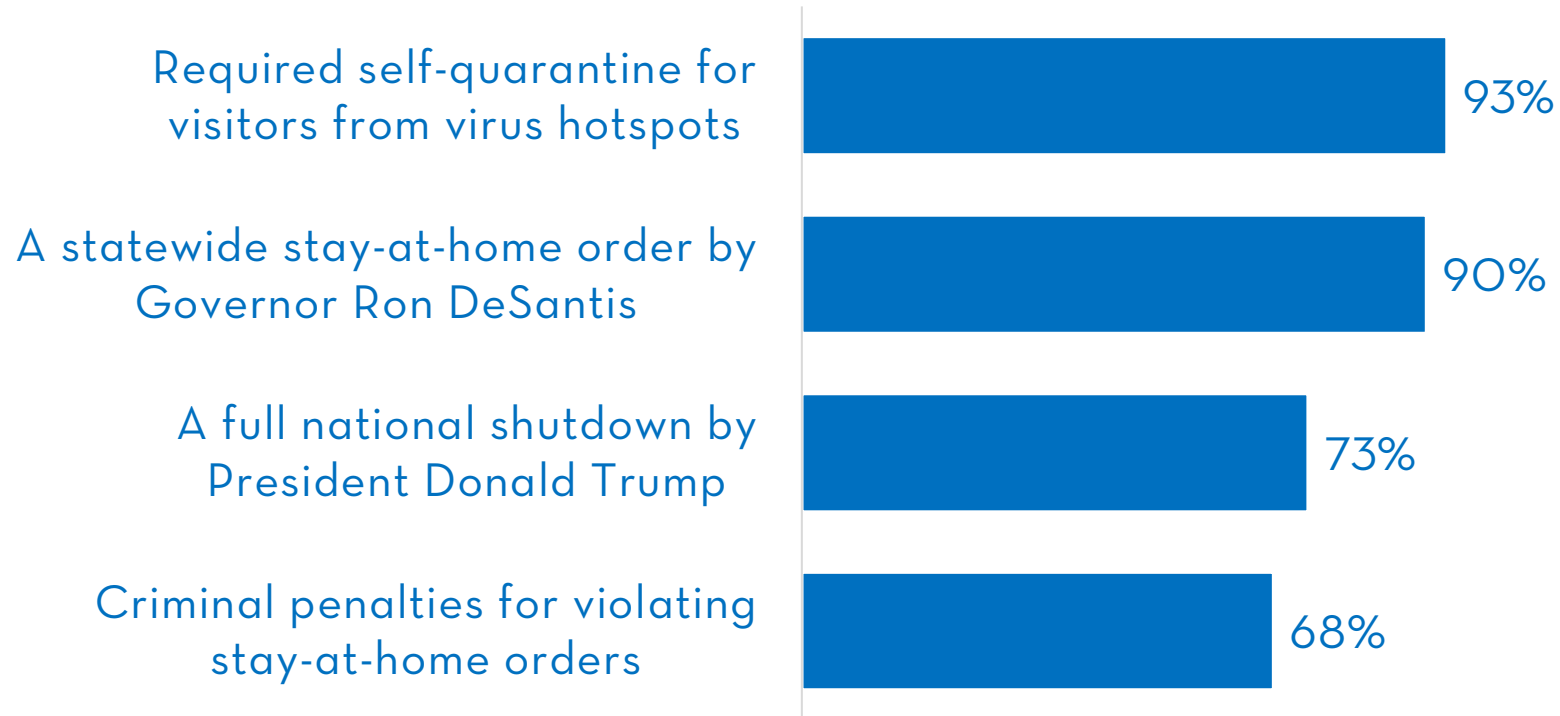 Required self-quarantine for
visitors from virus hotspots
93%
A statewide stay-at-home order by
Governor Ron DeSantis
90%
A full national shutdown by
President Donald Trump
73%
Criminal penalties for violating
stay-at-home orders
68%